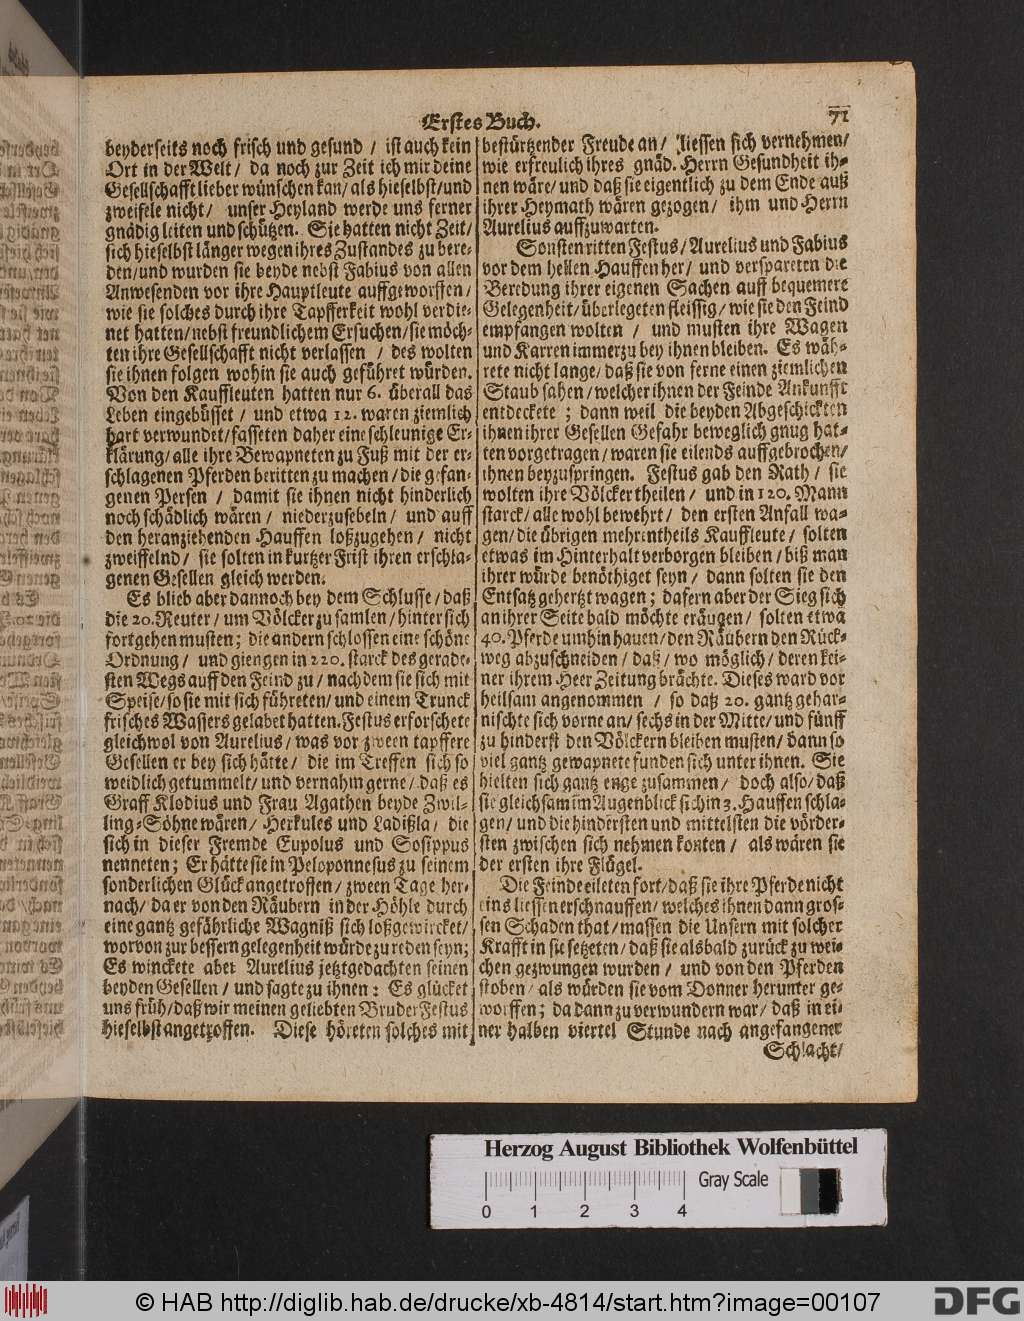 Erstes Buch.
71
beyderseits noch frisch und gesund / ist auch kein
Ort in der Welt / da noch zur Zeit ich mir deine
Gesellschafft lieber wünschen kan / als hieselbst / und
zweifele nicht / unser Heyland werde uns ferner
gnädig leiten und schützen. Sie hatten nicht Zeit /
sich hieselbst länger wegen ihres Zustandes zu bere-
den / und wurden sie beyde nebst Fabius von allen
Anwesenden vor ihre Hauptleute auffgeworffen /
wie sie solches durch ihre Tapfferkeit wohl verdie-
net hatten / nebst freundlichem Ersuchen / sie möch-
ten ihre Gesellschafft nicht verlassen / des wolten
sie ihnen folgen wohin sie auch geführet würden.
Von den Kauffleuten hatten nur 6. überall das
Leben eingebüsset / und etwa 12. waren ziemlich
hart verwundet / fasseten daher eine schleunige Er-
klärung / alle ihre Bewapneten zu Fuß mit der er-
schlagenen Pferden beritten zu machen / die gefan-
genen Persen / damit sie ihnen nicht hinderlich
noch schädlich wären / niederzusebeln / und auff
den heranziehenden Hauffen loßzugehen / nicht
zweiffelnd / sie solten in kurtzer Frist ihren erschla-
genen Gesellen gleich werden.
Es blieb aber dannoch bey dem Schlusse / daß
die 20. Reuter / um Völcker zu samlen / hinter sich
fortgehen musten; die andern schlossen eine schöne
Ordnung / und giengen in 220. starck des gerade-
sten Wegs auff den Feind zu / nachdem sie sich mit
Speise / so sie mit sich führeten / und einem Trunck
frisches Wassers gelabet hatten. Festus erforschete
gleichwol von Aurelius / was vor zween tapffere
Gesellen er bey sich hätte / die im Treffen sich so
weidlich getummelt / und vernahm gerne / daß es
Graff Klodius und Frau Agathen beyde Zwil-
ling-Söhne wären / Herkules und Ladißla / die
sich in dieser Fremde Eupolus und Sosippus
nenneten; Er hätte sie in Peloponnesus zu seinem
sonderlichen Glück angetroffen / zween Tage her-
nach / da er von den Räubern in der Höhle durch
eine gantz gefährliche Wagniß sich loßgewircket /
worvon zur bessern gelegenheit würde zu reden seyn;
Es winckete aber Aurelius jetztgedachten seinen
beyden Gesellen / und sagte zu ihnen: Es glücket
uns früh / daß wir meinen geliebten Bruder Festus
hieselbst angetroffen. Diese höreten solches mit
bestürtzender Freude an / liessen sich vernehmen /
wie erfreulich ihres gnäd. Herrn Gesundheit ih-
nen wäre / und daß sie eigentlich zu dem Ende auß
ihrer Heymath wären gezogen / ihm und Herrn
Aurelius auffzuwarten.
Sonsten ritten Festus / Aurelius und Fabius
vor dem hellen Hauffen her / und verspareten die
Beredung ihrer eigenen Sachen auff bequemere
Gelegenheit / überlegeten fleissig / wie sie den Feind
empfangen wolten / und musten ihre Wagen
und Karren immerzu bey ihnen bleiben. Es wäh-
rete nicht lange / daß sie von ferne einen ziemlichen
Staub sahen / welcher ihnen der Feinde Ankunfft
entdeckete ; dann weil die beyden Abgeschickten
ihnen ihrer Gesellen Gefahr beweglich gnug hat-
ten vorgetragen / waren sie eilends auffgebrochen /
ihnen beyzuspringen. Festus gab den Rath / sie
wolten ihre Völcker theilen / und in 120. Mann
starck / alle wohl bewehrt / den ersten Anfall wa-
gen / die übrigen mehrentheils Kauffleute / solten
etwas im Hinterhalt verborgen bleiben / biß man
ihrer würde benöthiget seyn / dann solten sie den
Entsatz gehertzt wagen ; dafern aber der Sieg sich
an ihrer Seite bald möchte eräugen / solten etwa
40. Pferde umhin hauen / den Räubern den Rück-
weg abzuschneiden / daß / wo möglich / deren kei-
ner ihrem Heer Zeitung brächte. Dieses ward vor
heilsam angenommen / so daß 20. gantz gehar-
nischte sich vorne an / sechs in der Mitte / und fünff
zu hinderst den Völckern bleiben musten / dann so
viel gantz gewapnete funden sich unter ihnen. Sie
hielten sich gantz enge zusammen / doch also / daß
sie gleichsam im Augenblick sich in 3. Hauffen schla-
gen / und die hindersten und mittelsten die vörder-
sten zwischen sich nehmen konten / als wären sie
der ersten ihre Flügel.
Die Feinde eileten fort / daß sie ihre Pferde nicht
eins liessen erschnauffen / welches ihnen dann gros-
sen Schaden that / massen die Unsern mit solcher
Krafft in sie setzeten / daß sie alsbald zurück zu wei-
chen gezwungen wurden / und von den Pferden
stoben / als würden sie vom Donner herunter ge-
worffen ; da dann zu verwundern war / daß in ei-
ner halben viertel Stunde nach angefangener
Schlacht /
Herzog August Bibliothek Wolfenbüttel
Gray Scale
0 1 2 3 4
© HAB http://diglib.hab.de/drucke/xb-4814/start.htm?image=00107
DFG